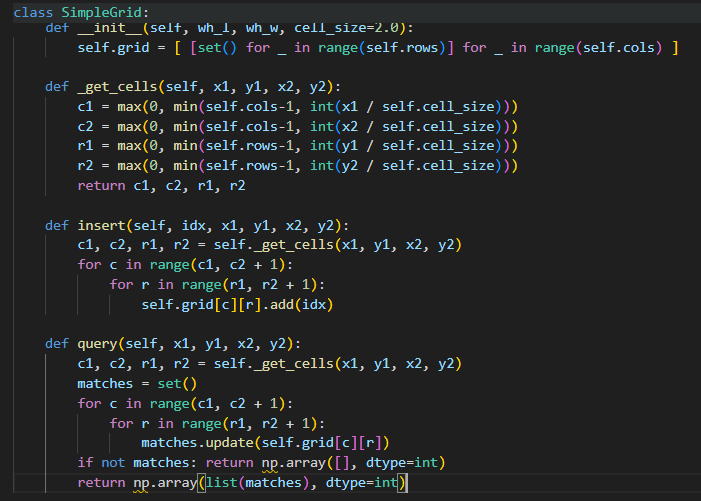 class SimpleGrid:
    def __init__(self, wh_l, wh_w, cell_size=2.0):
        self.grid = [ [set() for _ in range(self.rows)] for _ in range(self.cols) ]

    def _get_cells(self, x1, y1, x2, y2):
        c1 = max(0, min(self.cols-1, int(x1 / self.cell_size)))
        c2 = max(0, min(self.cols-1, int(x2 / self.cell_size)))
        r1 = max(0, min(self.rows-1, int(y1 / self.cell_size)))
        r2 = max(0, min(self.rows-1, int(y2 / self.cell_size)))
        return c1, c2, r1, r2

    def insert(self, idx, x1, y1, x2, y2):
        c1, c2, r1, r2 = self._get_cells(x1, y1, x2, y2)
        for c in range(c1, c2 + 1):
            for r in range(r1, r2 + 1):
                self.grid[c][r].add(idx)

    def query(self, x1, y1, x2, y2):
        c1, c2, r1, r2 = self._get_cells(x1, y1, x2, y2)
        matches = set()
        for c in range(c1, c2 + 1):
            for r in range(r1, r2 + 1):
                matches.update(self.grid[c][r])
        if not matches: return np.array([], dtype=int)
        return np.array(list(matches), dtype=int)